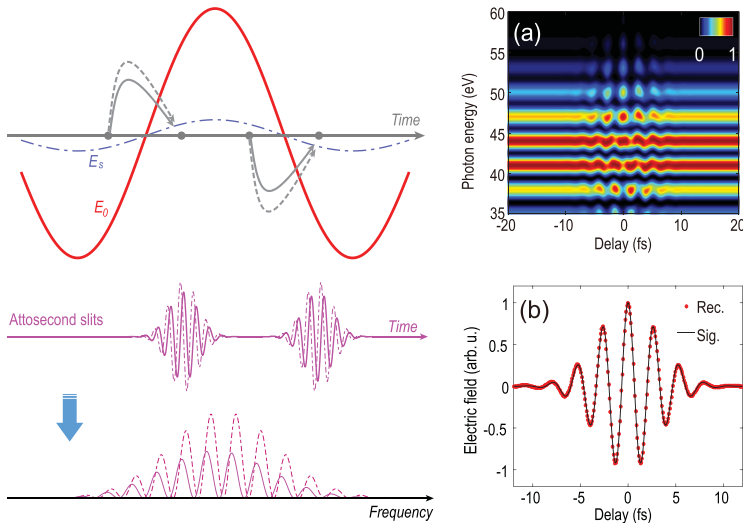 Time
Es
E0
Attosecond slits
Time
Frequency
(a)
0 1
60
55
50
45
40
35
Photon energy (eV)
-20 -10 0 10 20
Delay (fs)
(b)
Rec.
Sig.
1
0.5
0
-0.5
-1
Electric field (arb. u.)
-10 -5 0 5 10
Delay (fs)